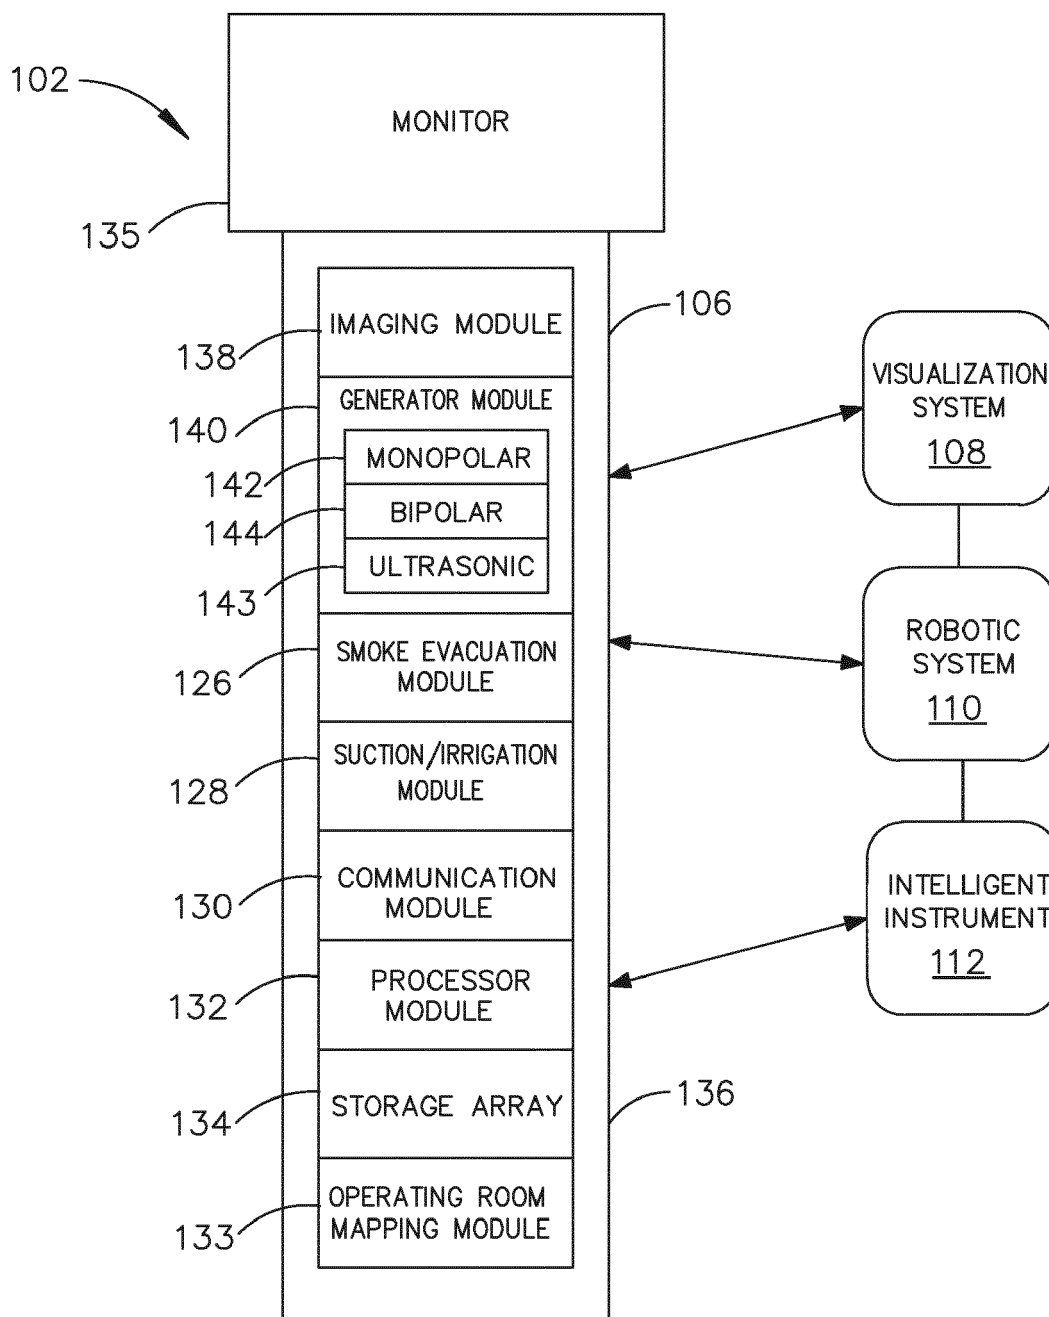 102
MONITOR
135
106
IMAGING MODULE
138
GENERATOR MODULE
140
MONOPOLAR
142
BIPOLAR
144
ULTRASONIC
143
SMOKE EVACUATION
MODULE
126
SUCTION/IRRIGATION
MODULE
128
COMMUNICATION
MODULE
130
PROCESSOR
MODULE
132
STORAGE ARRAY
134
136
OPERATING ROOM
MAPPING MODULE
133
VISUALIZATION
SYSTEM
108
ROBOTIC
SYSTEM
110
INTELLIGENT
INSTRUMENT
112